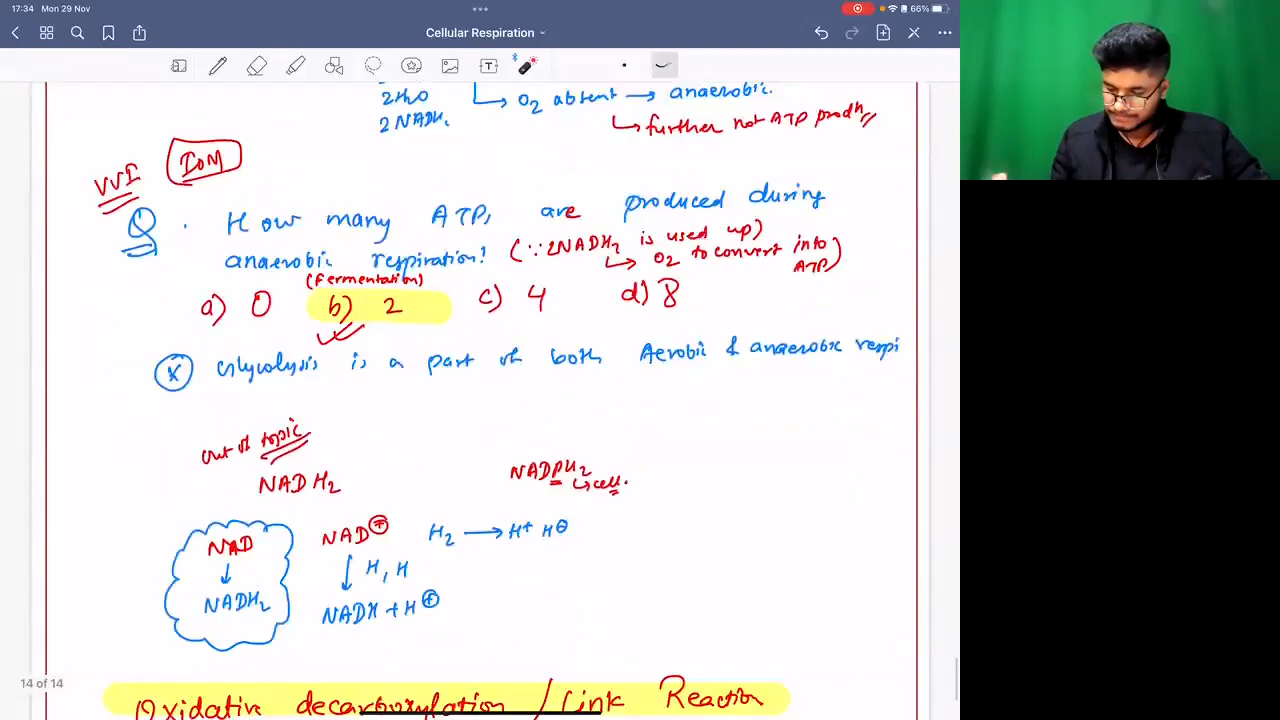 17:34 Mon 29 Nov
66%
Cellular Respiration
2H2O
O2 absent → anaerobic.
2 NADH2
↳ further not ATP prodn
VVI
IOM
Q. How many ATP, are produced during
anaerobic respiration? (∵ 2NADH2 is used up)
↳ O2 to convert into ATP)
(Fermentation)
a) 0 b) 2 c) 4 d) 8
Glycolysis is a part of both Aerobic & anaerobic respi
out of topic
NADH2
NADPH2
↳ cell.
NAD
↓
NADH2
NAD+
↓ H, H
NADH + H+
H2 → H+ H⊖
14 of 14
Oxidative decarboxylation / Link Reaction